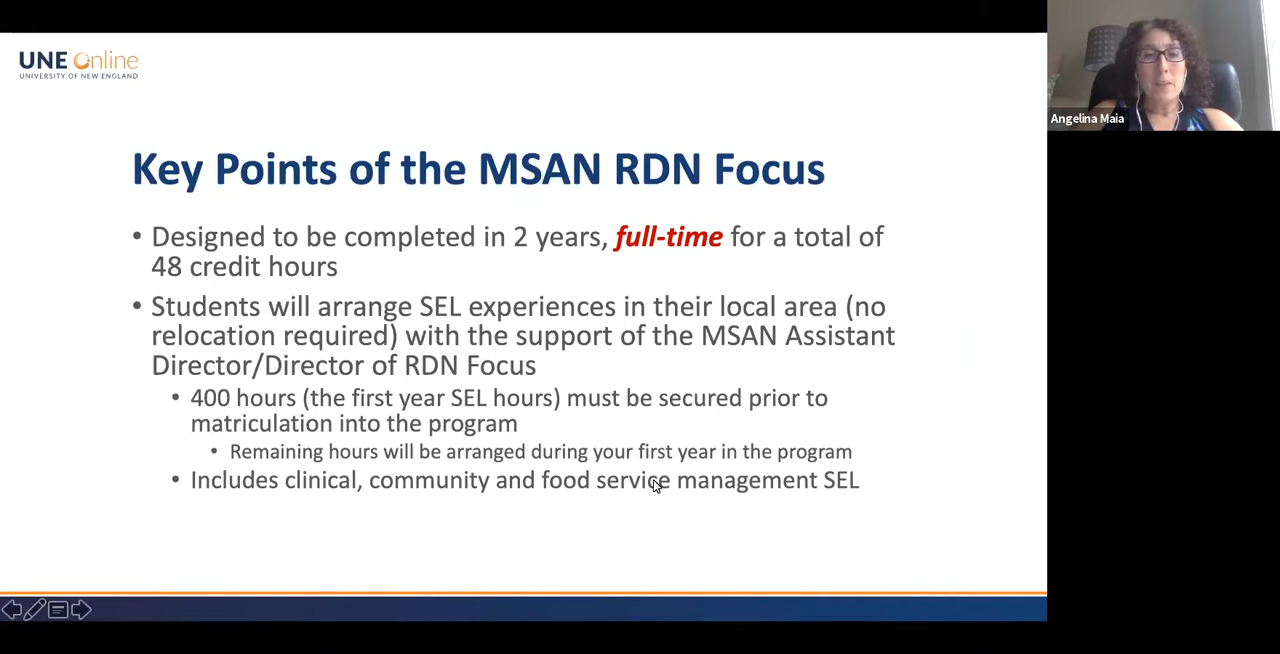 UNE Online
UNIVERSITY OF NEW ENGLAND
Angelina Maia
Key Points of the MSAN RDN Focus
• Designed to be completed in 2 years, full-time for a total of
48 credit hours
• Students will arrange SEL experiences in their local area (no
relocation required) with the support of the MSAN Assistant
Director/Director of RDN Focus
• 400 hours (the first year SEL hours) must be secured prior to
matriculation into the program
• Remaining hours will be arranged during your first year in the program
• Includes clinical, community and food service management SEL